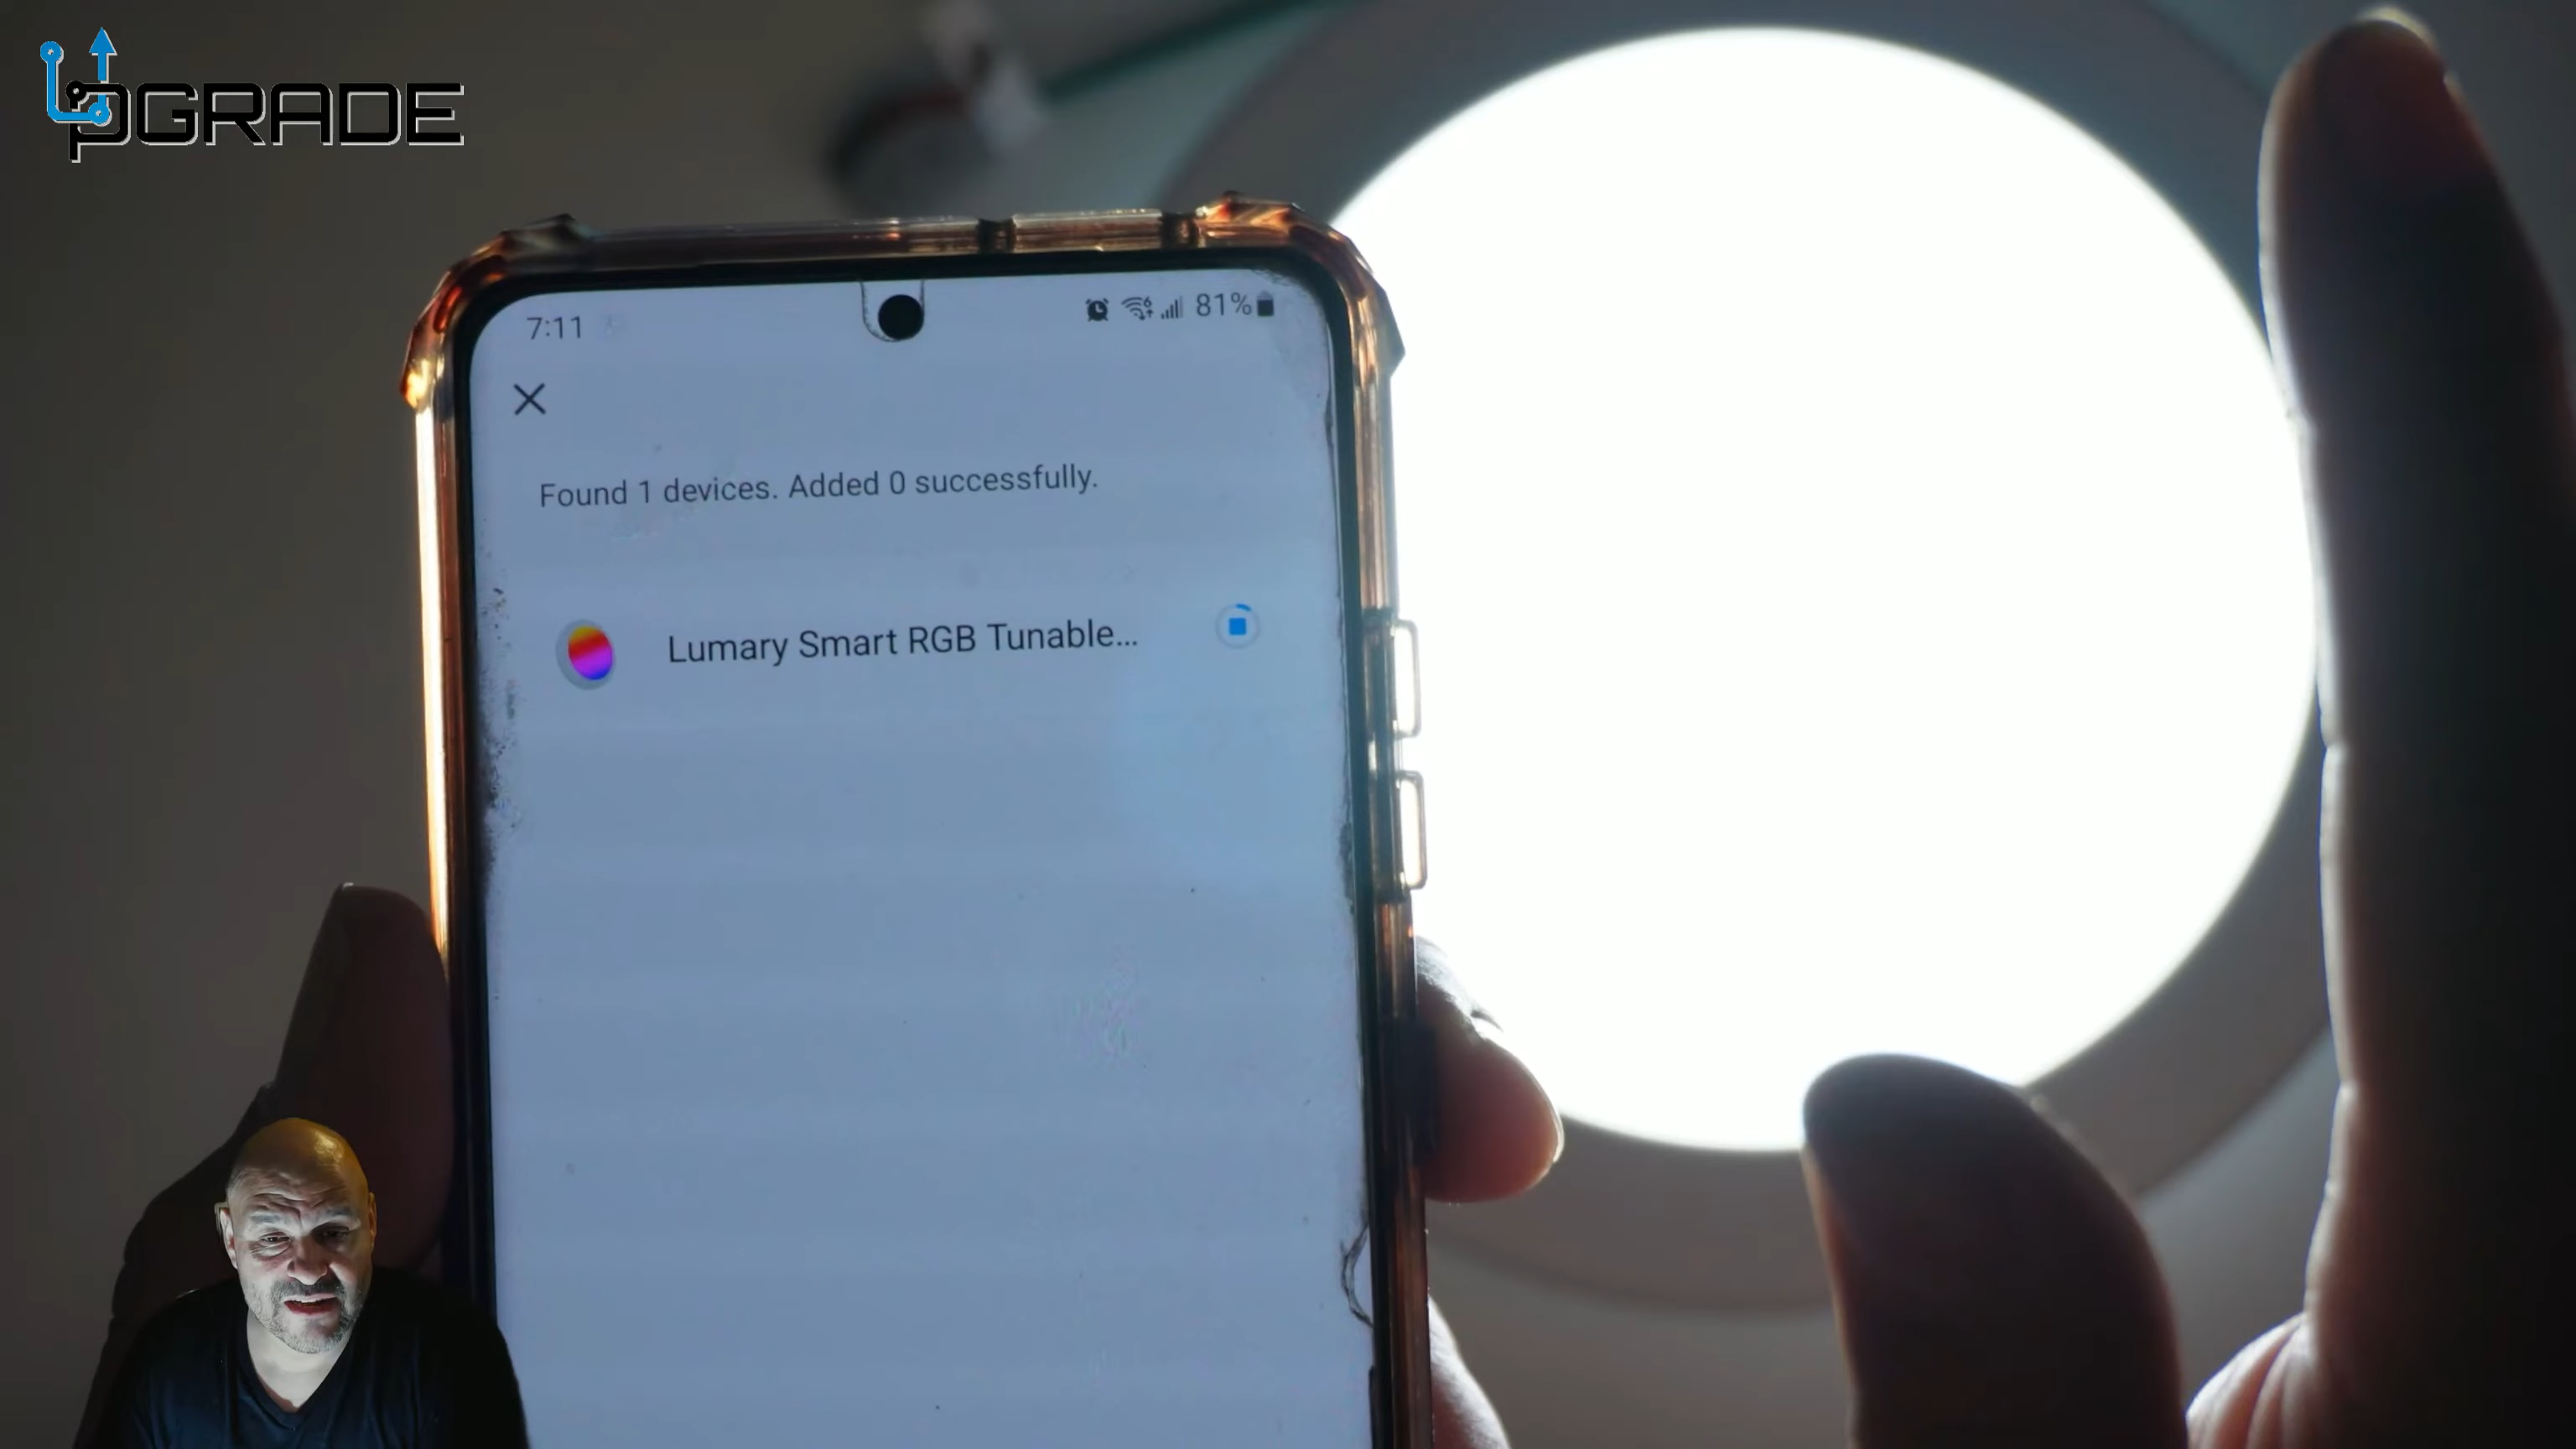 UPGRADE
7:11 81%
Found 1 devices. Added 0 successfully.
Lumary Smart RGB Tunable...